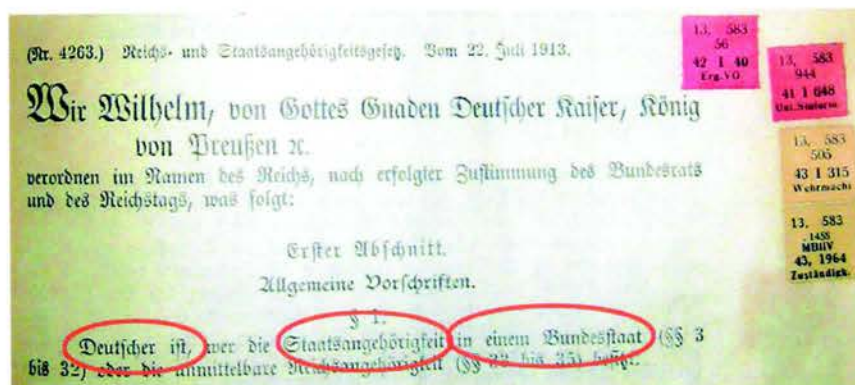 (Nr. 4263.) Reichs- und Staatsangehörigkeitsgesetz. Vom 22. Juli 1913.
Wir Wilhelm, von Gottes Gnaden Deutscher Kaiser, König
von Preußen ꝛc.
verordnen im Namen des Reichs, nach erfolgter Zustimmung des Bundesrats
und des Reichstags, was folgt:
Erster Abschnitt.
Allgemeine Vorschriften.
§ 1.
Deutscher ist, wer die Staatsangehörigkeit in einem Bundesstaat (§§ 3
bis 32) oder die unmittelbare Reichsangehörigkeit (§§ 33 bis 35) besitzt.
13, 583
56
42 I 40
Erg.VO.
13, 583
944
41 I 648
13, 583
505
43 I 315
Wehrmacht
13, 583
1455
MBliV
43, 1964
Zuständigk.